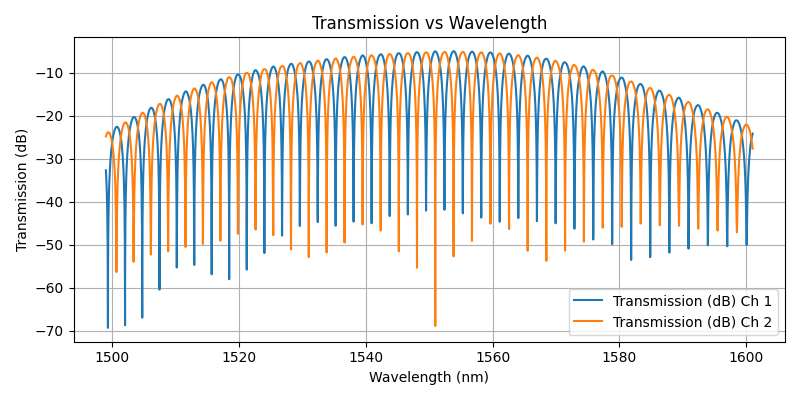 Transmission vs Wavelength
Transmission (dB)
−10
−20
−30
−40
−50
−60
−70
1500
1520
1540
1560
1580
1600
Wavelength (nm)
Transmission (dB) Ch 1
Transmission (dB) Ch 2